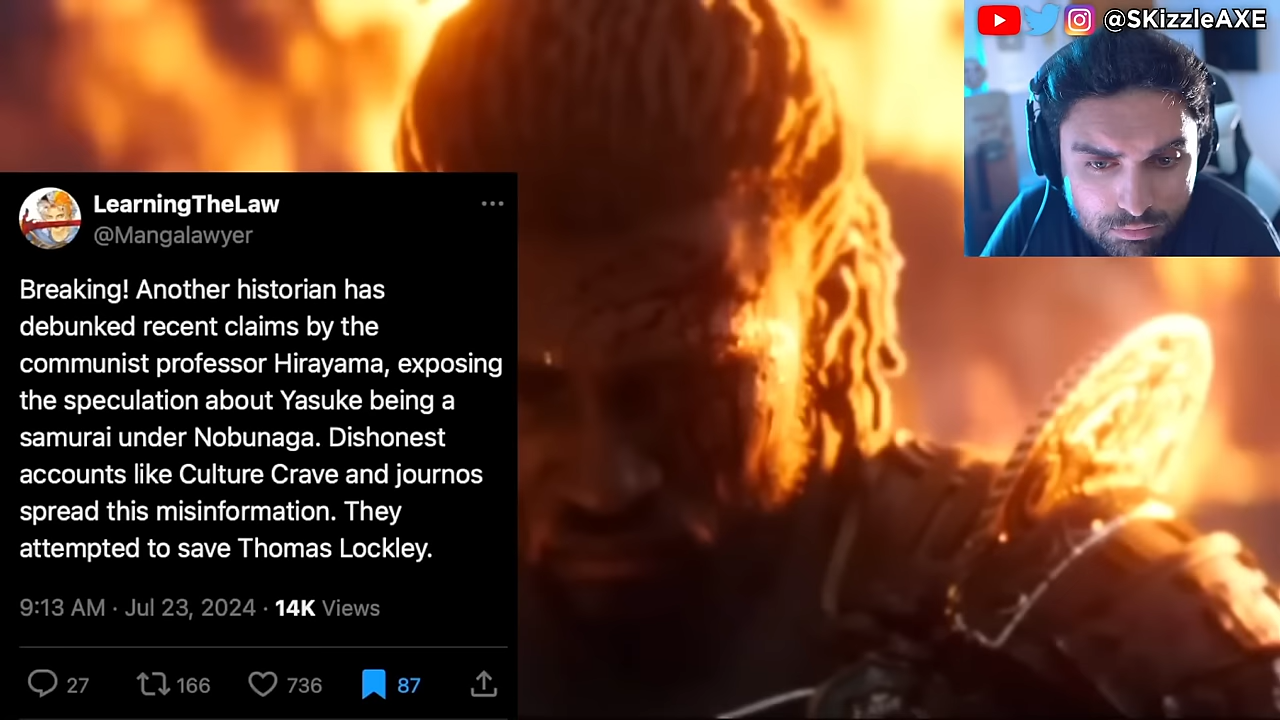 @SKizzleAXE
LearningTheLaw
@Mangalawyer
Breaking! Another historian has
debunked recent claims by the
communist professor Hirayama, exposing
the speculation about Yasuke being a
samurai under Nobunaga. Dishonest
accounts like Culture Crave and journos
spread this misinformation. They
attempted to save Thomas Lockley.
9:13 AM · Jul 23, 2024 · 14K Views
27 166 736 87